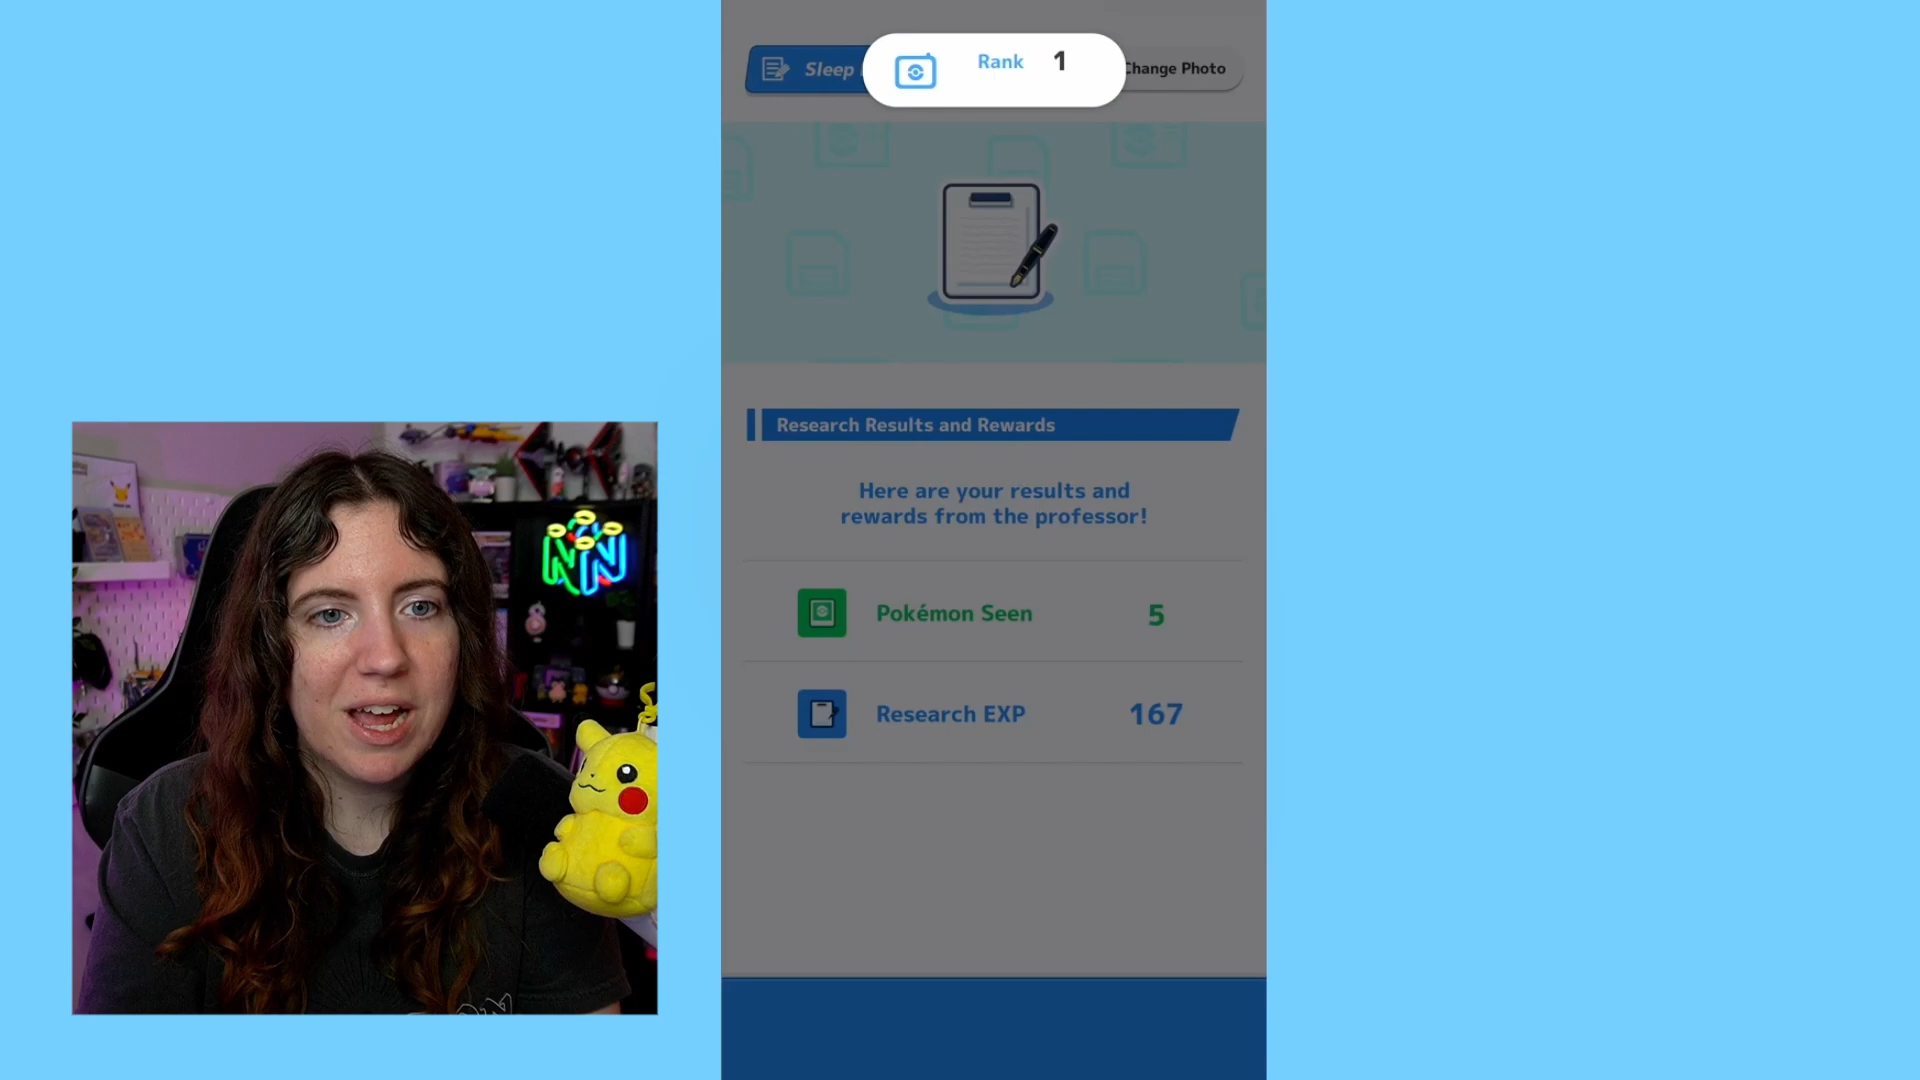 Sleep
Rank 1
Change Photo
Research Results and Rewards
Here are your results and
rewards from the professor!
Pokémon Seen 5
Research EXP 167